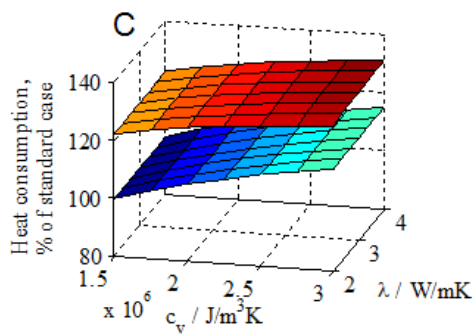 C
Heat consumption,
% of standard case
140
120
100
80
1.5
2
2.5
3
x 10^6
c_v / J/m^3K
2
3
4
λ / W/mK